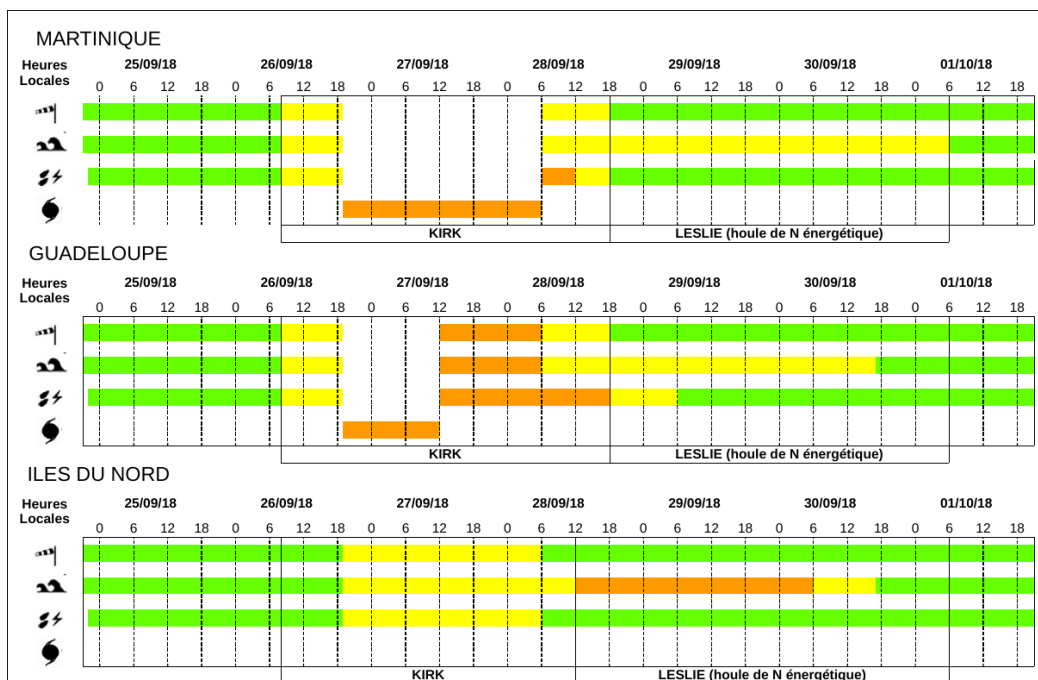 MARTINIQUE
Heures 25/09/18 26/09/18 27/09/18 28/09/18 29/09/18 30/09/18 01/10/18
Locales 0 6 12 18 0 6 12 18 0 6 12 18 0 6 12 18 0 6 12 18 0 6 12 18 0 6 12 18
KIRK LESLIE (houle de N énergétique)
GUADELOUPE
Heures 25/09/18 26/09/18 27/09/18 28/09/18 29/09/18 30/09/18 01/10/18
Locales 0 6 12 18 0 6 12 18 0 6 12 18 0 6 12 18 0 6 12 18 0 6 12 18 0 6 12 18
KIRK LESLIE (houle de N énergétique)
ILES DU NORD
Heures 25/09/18 26/09/18 27/09/18 28/09/18 29/09/18 30/09/18 01/10/18
Locales 0 6 12 18 0 6 12 18 0 6 12 18 0 6 12 18 0 6 12 18 0 6 12 18 0 6 12 18
KIRK LESLIE (houle de N énergétique)